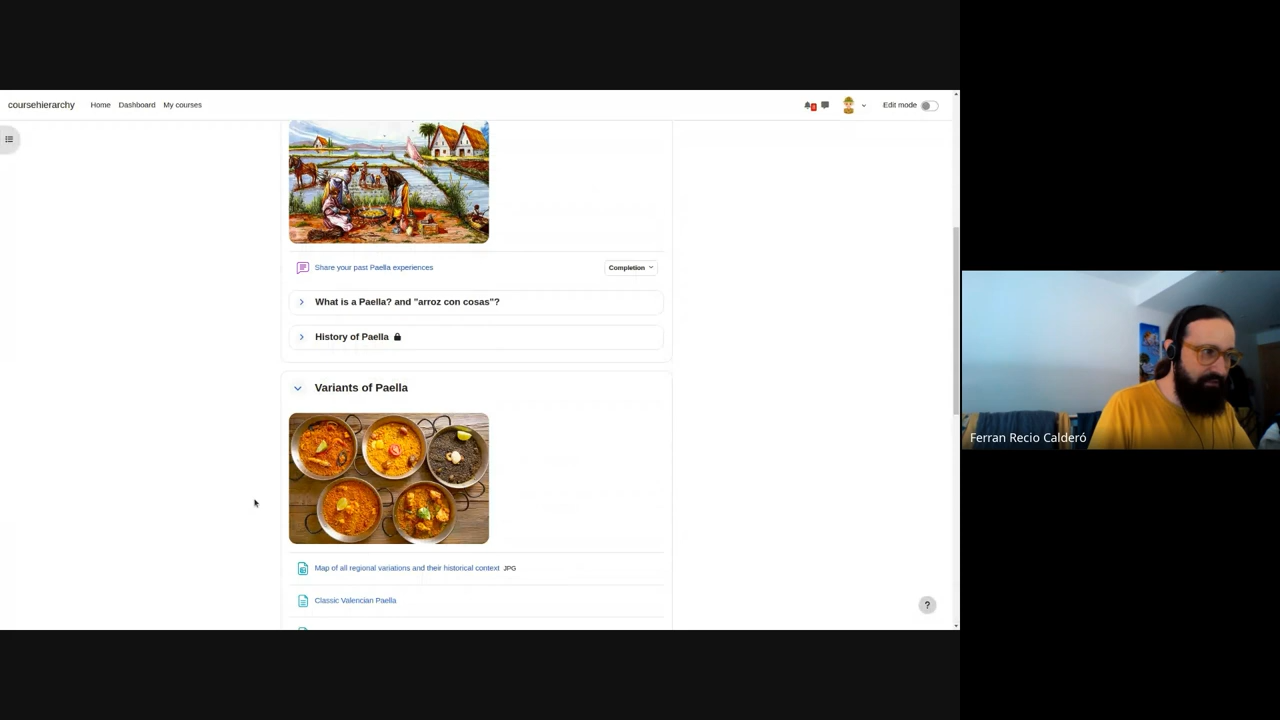 coursehierarchy Home Dashboard My courses Edit mode
Share your past Paella experiences Completion
What is a Paella? and "arroz con cosas"?
History of Paella
Variants of Paella
Map of all regional variations and their historical context JPG
Classic Valencian Paella
?
Ferran Recio Calderó